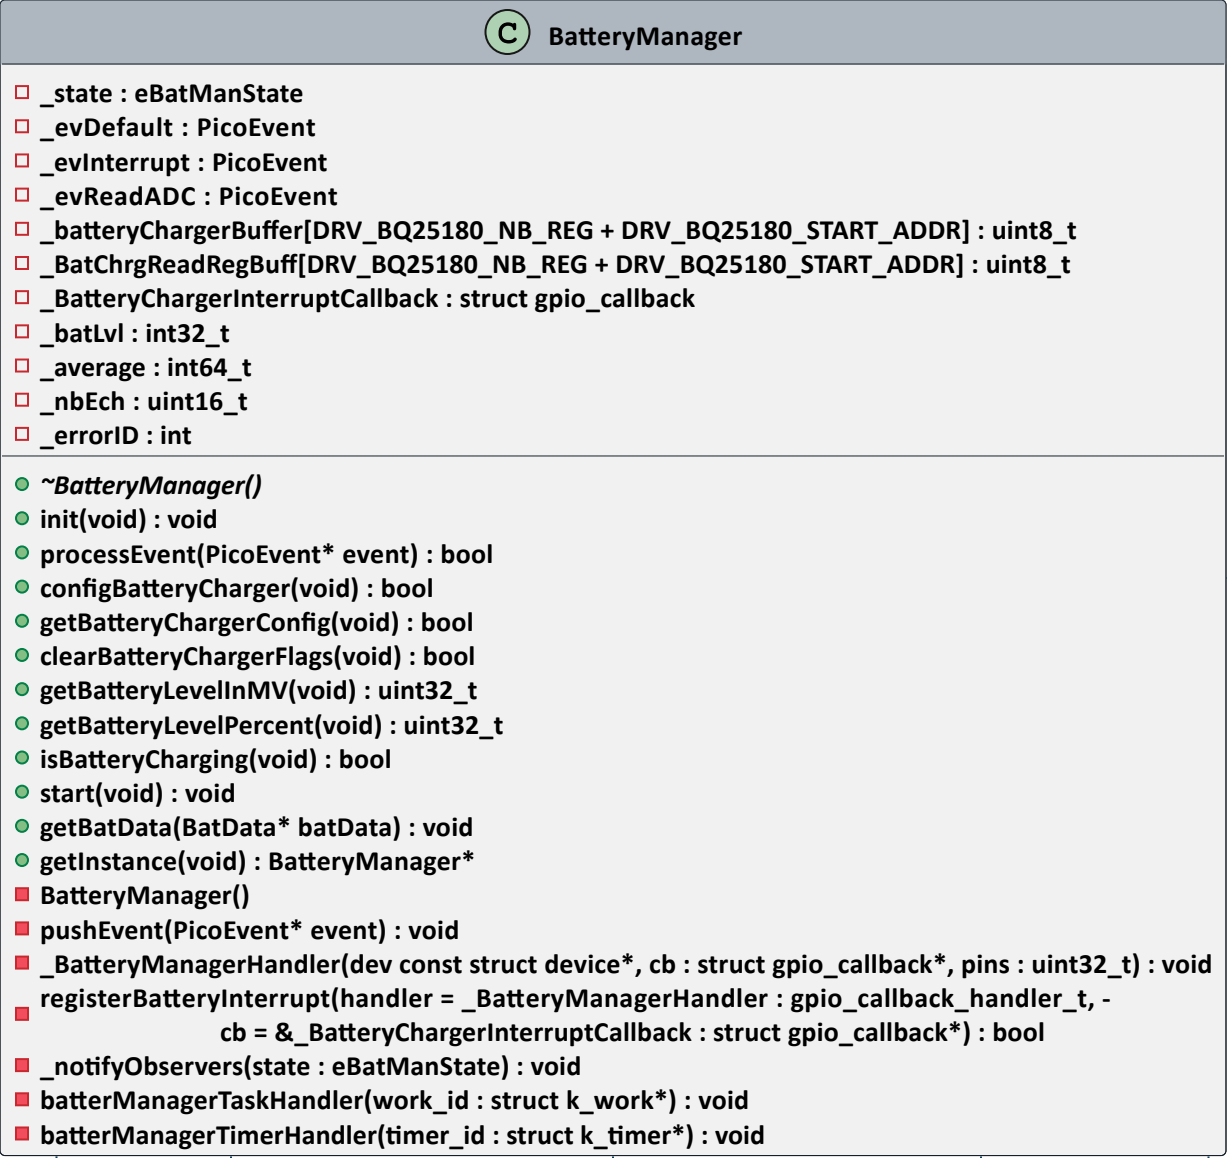 C BatteryManager
_state : eBatManState
_evDefault : PicoEvent
_evInterrupt : PicoEvent
_evReadADC : PicoEvent
_batteryChargerBuffer[DRV_BQ25180_NB_REG + DRV_BQ25180_START_ADDR] : uint8_t
_BatChrgReadRegBuff[DRV_BQ25180_NB_REG + DRV_BQ25180_START_ADDR] : uint8_t
_BatteryChargerInterruptCallback : struct gpio_callback
_batLvl : int32_t
_average : int64_t
_nbEch : uint16_t
_errorID : int
~BatteryManager()
init(void) : void
processEvent(PicoEvent* event) : bool
configBatteryCharger(void) : bool
getBatteryChargerConfig(void) : bool
clearBatteryChargerFlags(void) : bool
getBatteryLevelInMV(void) : uint32_t
getBatteryLevelPercent(void) : uint32_t
isBatteryCharging(void) : bool
start(void) : void
getBatData(BatData* batData) : void
getInstance(void) : BatteryManager*
BatteryManager()
pushEvent(PicoEvent* event) : void
_BatteryManagerHandler(dev const struct device*, cb : struct gpio_callback*, pins : uint32_t) : void
registerBatteryInterrupt(handler = _BatteryManagerHandler : gpio_callback_handler_t, -
cb = &_BatteryChargerInterruptCallback : struct gpio_callback*) : bool
_notifyObservers(state : eBatManState) : void
batterManagerTaskHandler(work_id : struct k_work*) : void
batterManagerTimerHandler(timer_id : struct k_timer*) : void